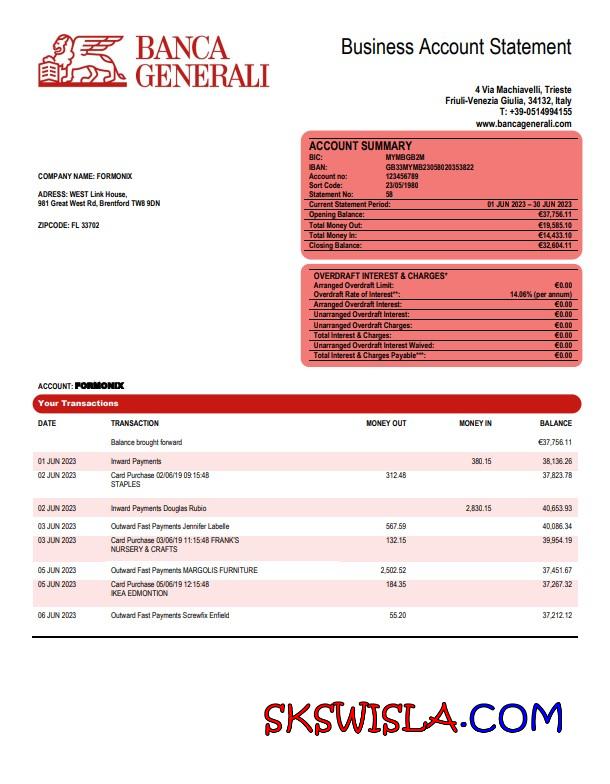 BANCA
GENERALI
Business Account Statement
4 Via Machiavelli, Trieste
Friuli-Venezia Giulia, 34132, Italy
T: +39-0514994155
www.bancagenerali.com
COMPANY NAME: FORMONIX
ADRESS: WEST Link House,
981 Great West Rd, Brentford TW8 9DN
ZIPCODE: FL 33702
ACCOUNT SUMMARY
BIC: MYMBGB2M
IBAN: GB33MYMB23058020353822
Account no: 123456789
Sort Code: 23/05/1980
Statement No: 58
Current Statement Period: 01 JUN 2023 – 30 JUN 2023
Opening Balance: €37,756.11
Total Money Out: €19,585.10
Total Money In: €14,433.10
Closing Balance: €32,604.11
OVERDRAFT INTEREST & CHARGES*
Arranged Overdraft Limit: €0.00
Overdraft Rate of Interest**: 14.06% (per annum)
Arranged Overdraft Interest: €0.00
Unarranged Overdraft Interest: €0.00
Unarranged Overdraft Charges: €0.00
Total Interest & Charges: €0.00
Unarranged Overdraft Interest Waived: €0.00
Total Interest & Charges Payable***: €0.00
ACCOUNT: FORMONIX
Your Transactions
DATE TRANSACTION MONEY OUT MONEY IN BALANCE
Balance brought forward €37,756.11
01 JUN 2023 Inward Payments 380.15 38,136.26
02 JUN 2023 Card Purchase 02/06/19 09:15:48 312.48 37,823.78
STAPLES
02 JUN 2023 Inward Payments Douglas Rubio 2,830.15 40,653.93
03 JUN 2023 Outward Fast Payments Jennifer Labelle 567.59 40,086.34
03 JUN 2023 Card Purchase 03/06/19 11:15:48 FRANK'S 132.15 39,954.19
NURSERY & CRAFTS
05 JUN 2023 Outward Fast Payments MARGOLIS FURNITURE 2,502.52 37,451.67
05 JUN 2023 Card Purchase 05/06/19 12:15:48 184.35 37,267.32
IKEA EDMONTION
06 JUN 2023 Outward Fast Payments Screwfix Enfield 55.20 37,212.12
SKSWISLA.COM